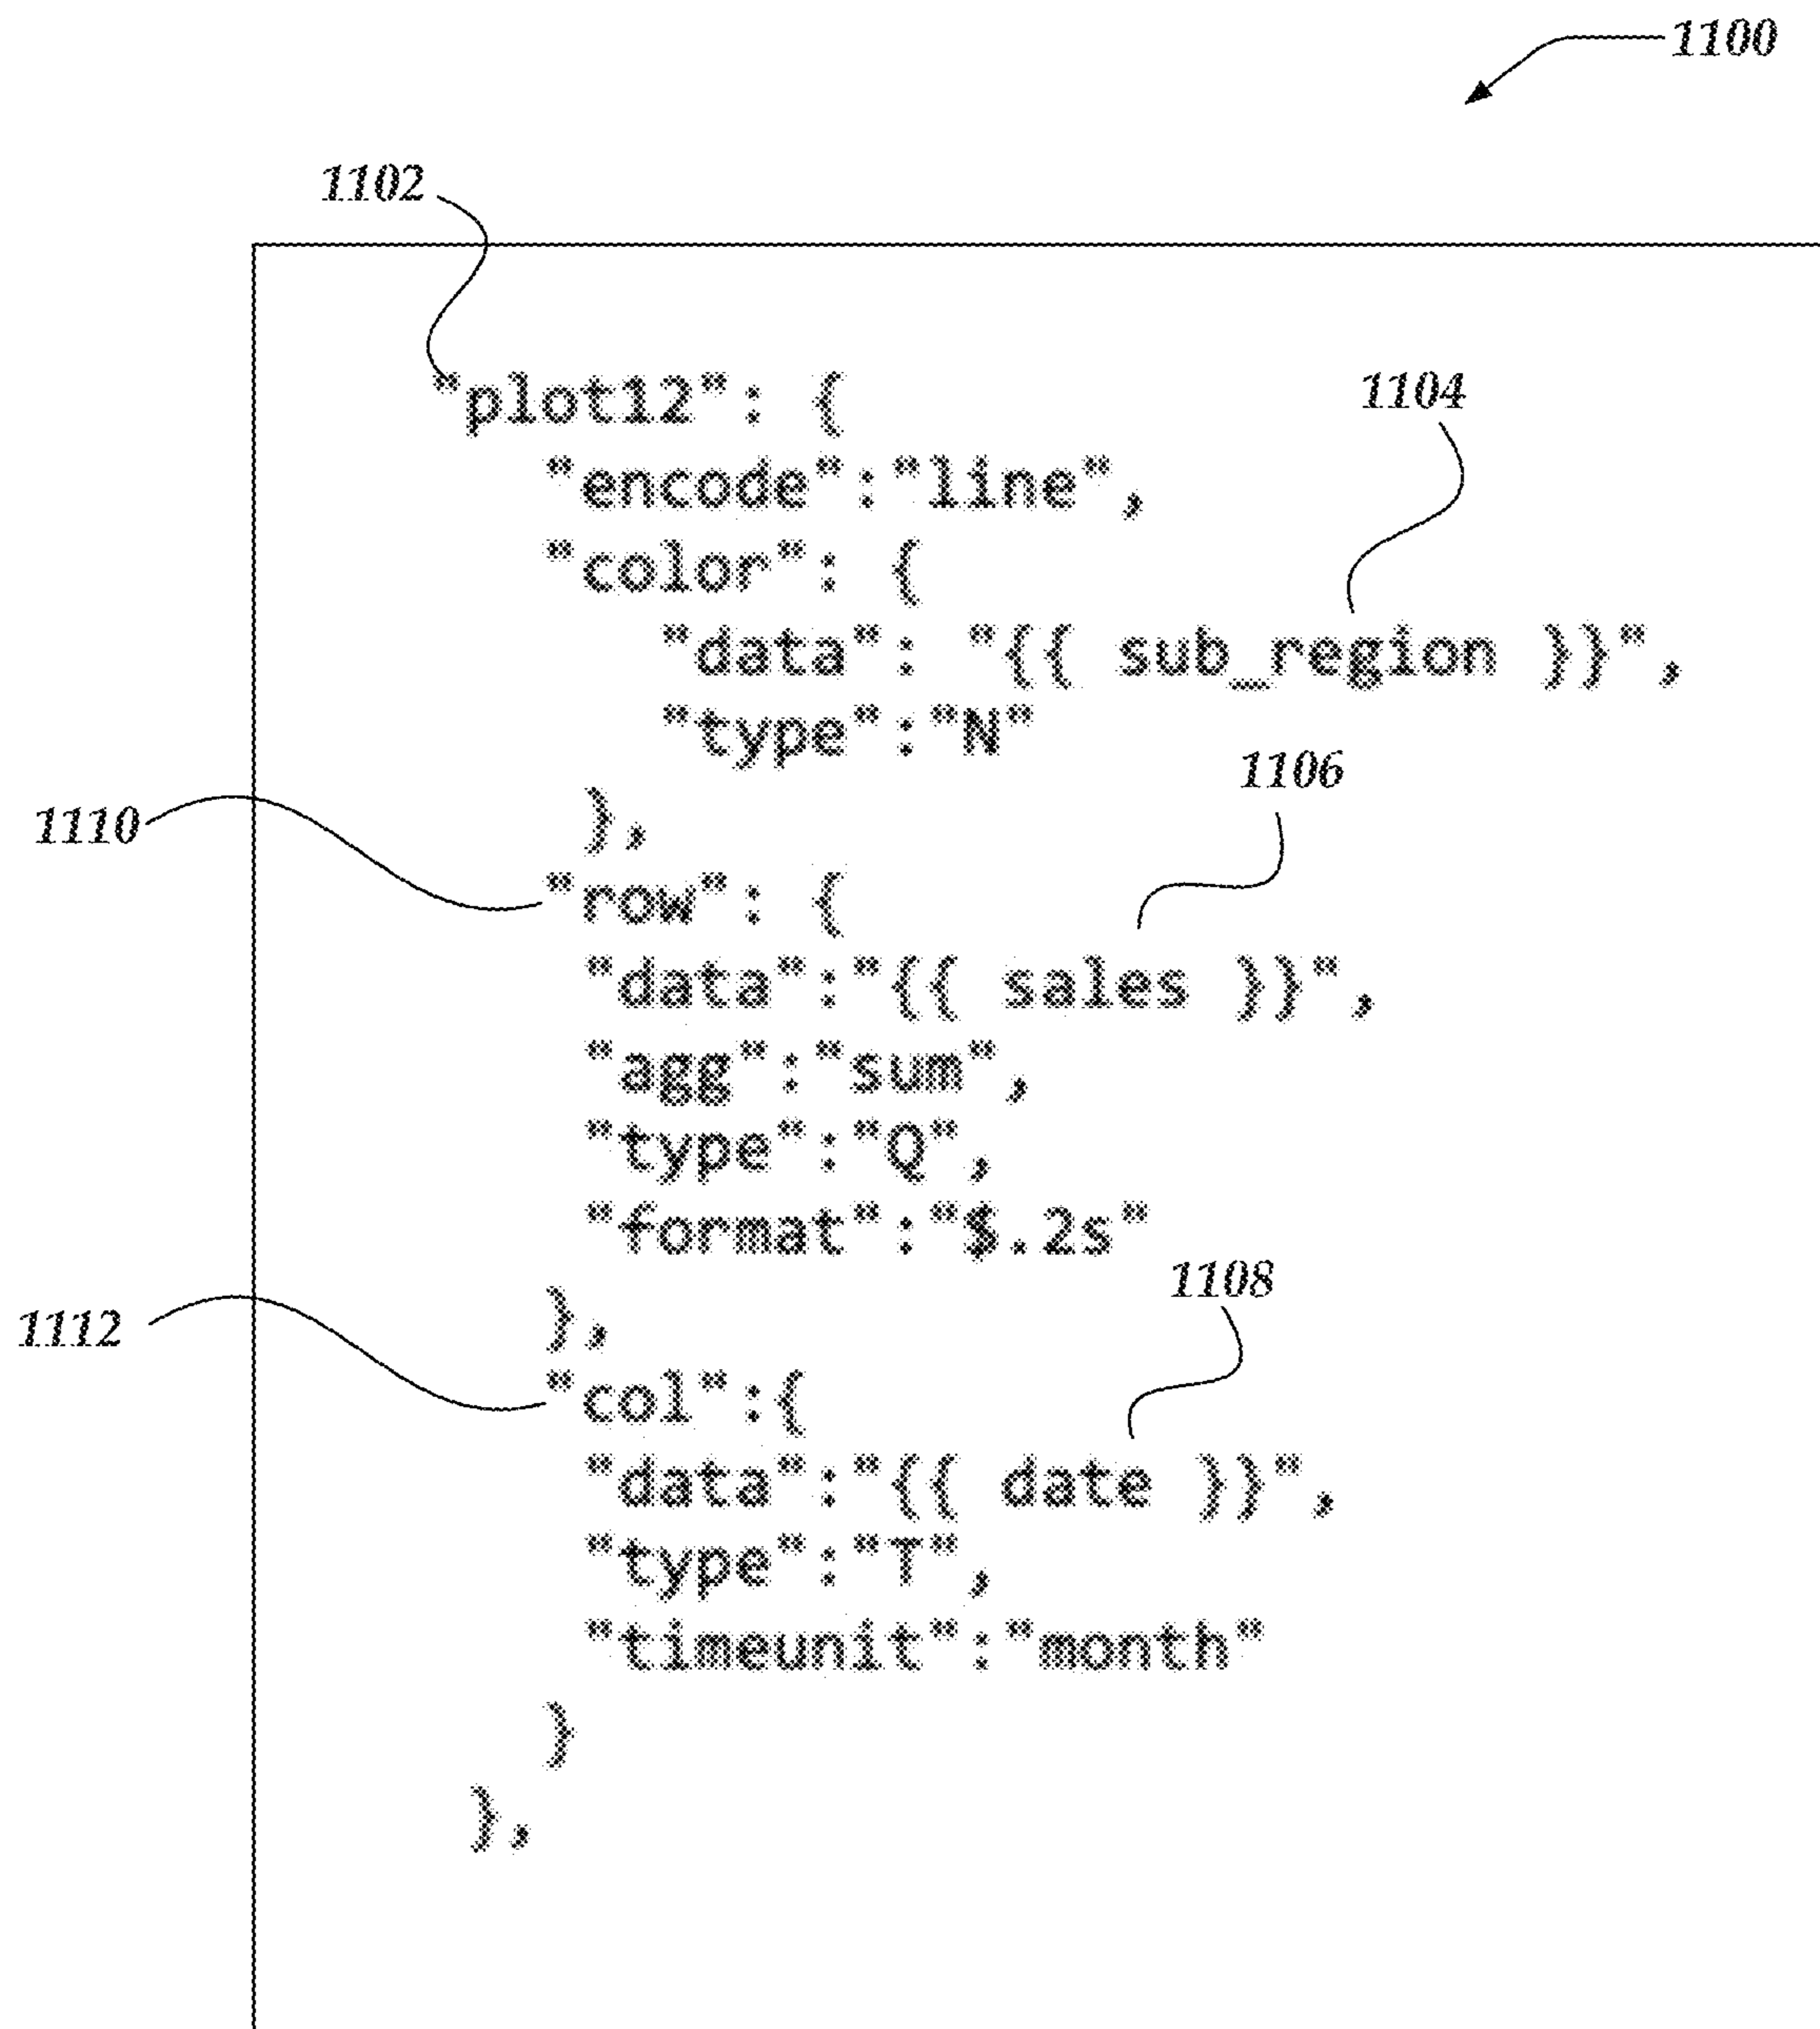 1100
1102
"plot12": {
1104
"encode":"line",
"color": {
"data": "{{ sub_region }}",
"type":"N"
1106
1110
},
"row": {
"data":"{{ sales }}",
"agg":"sum",
"type":"Q",
"format":"$.2s"
1108
1112
},
"col":{
"data":"{{ date }}",
"type":"T",
"timeunit":"month"
}
},